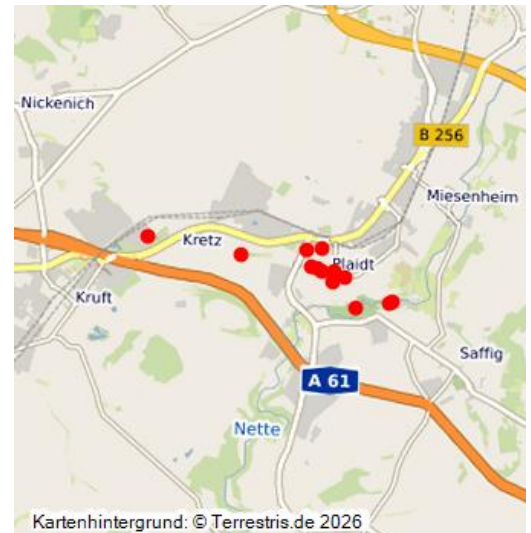 Nickenich
B 256
Miesenheim
Kretz
Plaidt
Kruft
Saffig
A 61
Nette
Kartenhintergrund: © Terrestris.de 2026